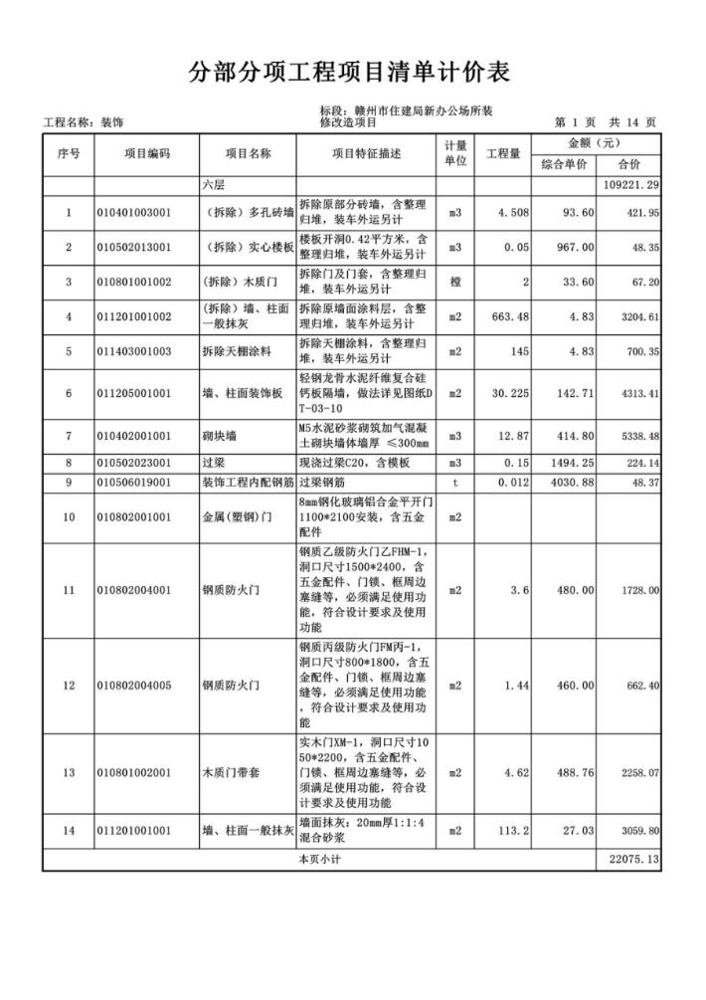 分部分项工程项目清单计价表
工程名称：装饰
标段：赣州市住建局新办公场所装
修改造项目
第 1 页 共 14 页
序号 项目编码 项目名称 项目特征描述 计量
单位 工程量 金额（元）
综合单价 合价
六层 109221.29
1 010401003001 （拆除）多孔砖墙 拆除原部分砖墙，含整理
归堆，装车外运另计 m3 4.508 93.60 421.95
2 010502013001 （拆除）实心楼板 楼板开洞0.42平方米，含
整理归堆，装车外运另计 m3 0.05 967.00 48.35
3 010801001002 (拆除）木质门 拆除门及门套，含整理归
堆，装车外运另计 樘 2 33.60 67.20
4 011201001002 (拆除）墙、柱面
一般抹灰 拆除原墙面涂料层，含整
理归堆，装车外运另计 m2 663.48 4.83 3204.61
5 011403001003 拆除天棚涂料 拆除天棚涂料，含整理归
堆，装车外运另计 m2 145 4.83 700.35
6 011205001001 墙、柱面装饰板 轻钢龙骨水泥纤维复合硅
钙板隔墙，做法详见图纸D
T-03-10 m2 30.225 142.71 4313.41
7 010402001001 砌块墙 M5水泥砂浆砌筑加气混凝
土砌块墙体墙厚 ≤300mm m3 12.87 414.80 5338.48
8 010502023001 过梁 现浇过梁C20，含模板 m3 0.15 1494.25 224.14
9 010506019001 装饰工程内配钢筋 过梁钢筋 t 0.012 4030.88 48.37
10 010802001001 金属(塑钢)门 8mm钢化玻璃铝合金平开门
1100*2100安装，含五金
配件 m2
11 010802004001 钢质防火门 钢质乙级防火门乙FHM-1，
洞口尺寸1500*2400，含
五金配件、门锁、框周边
塞缝等，必须满足使用功
能，符合设计要求及使用
功能 m2 3.6 480.00 1728.00
12 010802004005 钢质防火门 钢质丙级防火门FM丙-1，
洞口尺寸800*1800，含五
金配件、门锁、框周边塞
缝等，必须满足使用功能
，符合设计要求及使用功
能 m2 1.44 460.00 662.40
13 010801002001 木质门带套 实木门XM-1，洞口尺寸10
50*2200，含五金配件、
门锁、框周边塞缝等，必
须满足使用功能，符合设
计要求及使用功能 m2 4.62 488.76 2258.07
14 011201001001 墙、柱面一般抹灰 墙面抹灰：20mm厚1:1:4
混合砂浆 m2 113.2 27.03 3059.80
本页小计 22075.13